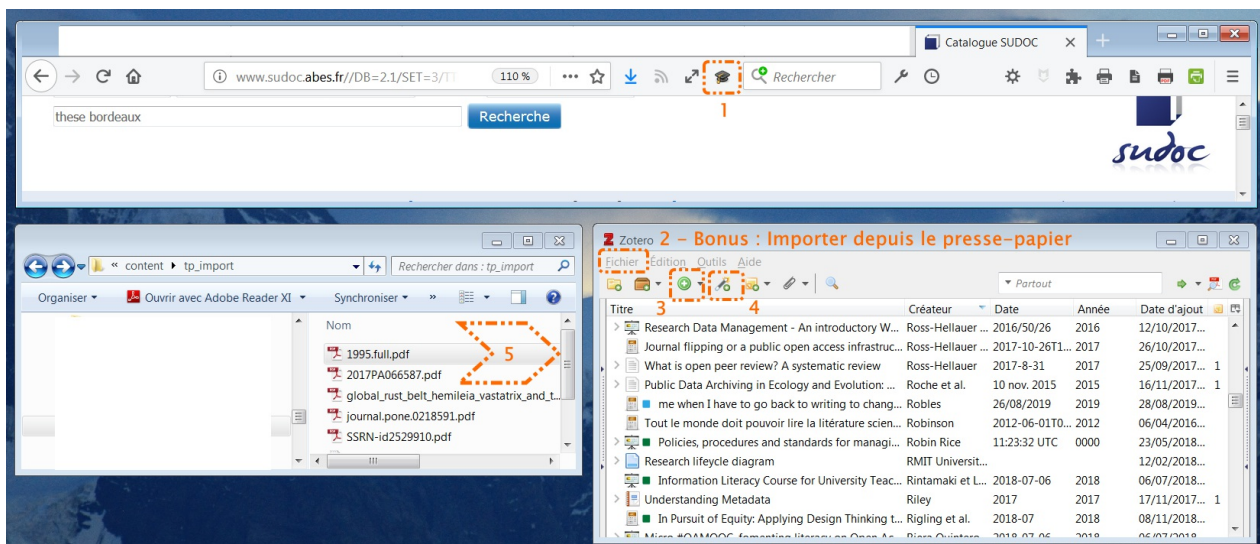 Catalogue SUDOC
www.sudoc.abes.fr//DB=2.1/SET=3/T
110 %
Rechercher
1
these bordeaux
Recherche
sudoc
« content tp_import
Rechercher dans : tp_import
Organiser
Ouvrir avec Adobe Reader XI
Synchroniser
»
Nom
1995.full.pdf
2017PA066587.pdf
global_rust_belt_hemileia_vastatrix_and_t...
journal.pone.0218591.pdf
SSRN-id2529910.pdf
5
Zotero 2 – Bonus : Importer depuis le presse-papier
Fichier Édition Outils Aide
Partout
3 4
Titre Créateur Date Année Date d'ajout
Research Data Management - An introductory W... Ross-Hellauer ... 2016/50/26 2016 12/10/2017...
Journal flipping or a public open access infrastruc... Ross-Hellauer ... 2017-10-26T1... 2017 26/10/2017...
What is open peer review? A systematic review Ross-Hellauer 2017-8-31 2017 25/09/2017... 1
Public Data Archiving in Ecology and Evolution: ... Roche et al. 10 nov. 2015 2015 16/11/2017... 1
me when I have to go back to writing to chang... Robles 26/08/2019 2019 28/08/2019...
Tout le monde doit pouvoir lire la litérature scien... Robinson 2012-06-01T0... 2012 06/04/2016...
Policies, procedures and standards for managi... Robin Rice 11:23:32 UTC 0000 23/05/2018...
Research lifeycle diagram RMIT Universit... 12/02/2018...
Information Literacy Course for University Teac... Rintamaki et L... 2018-07-06 2018 06/07/2018...
Understanding Metadata Riley 2017 2017 17/11/2017... 1
In Pursuit of Equity: Applying Design Thinking t... Rigling et al. 2018-07 2018 08/11/2018...